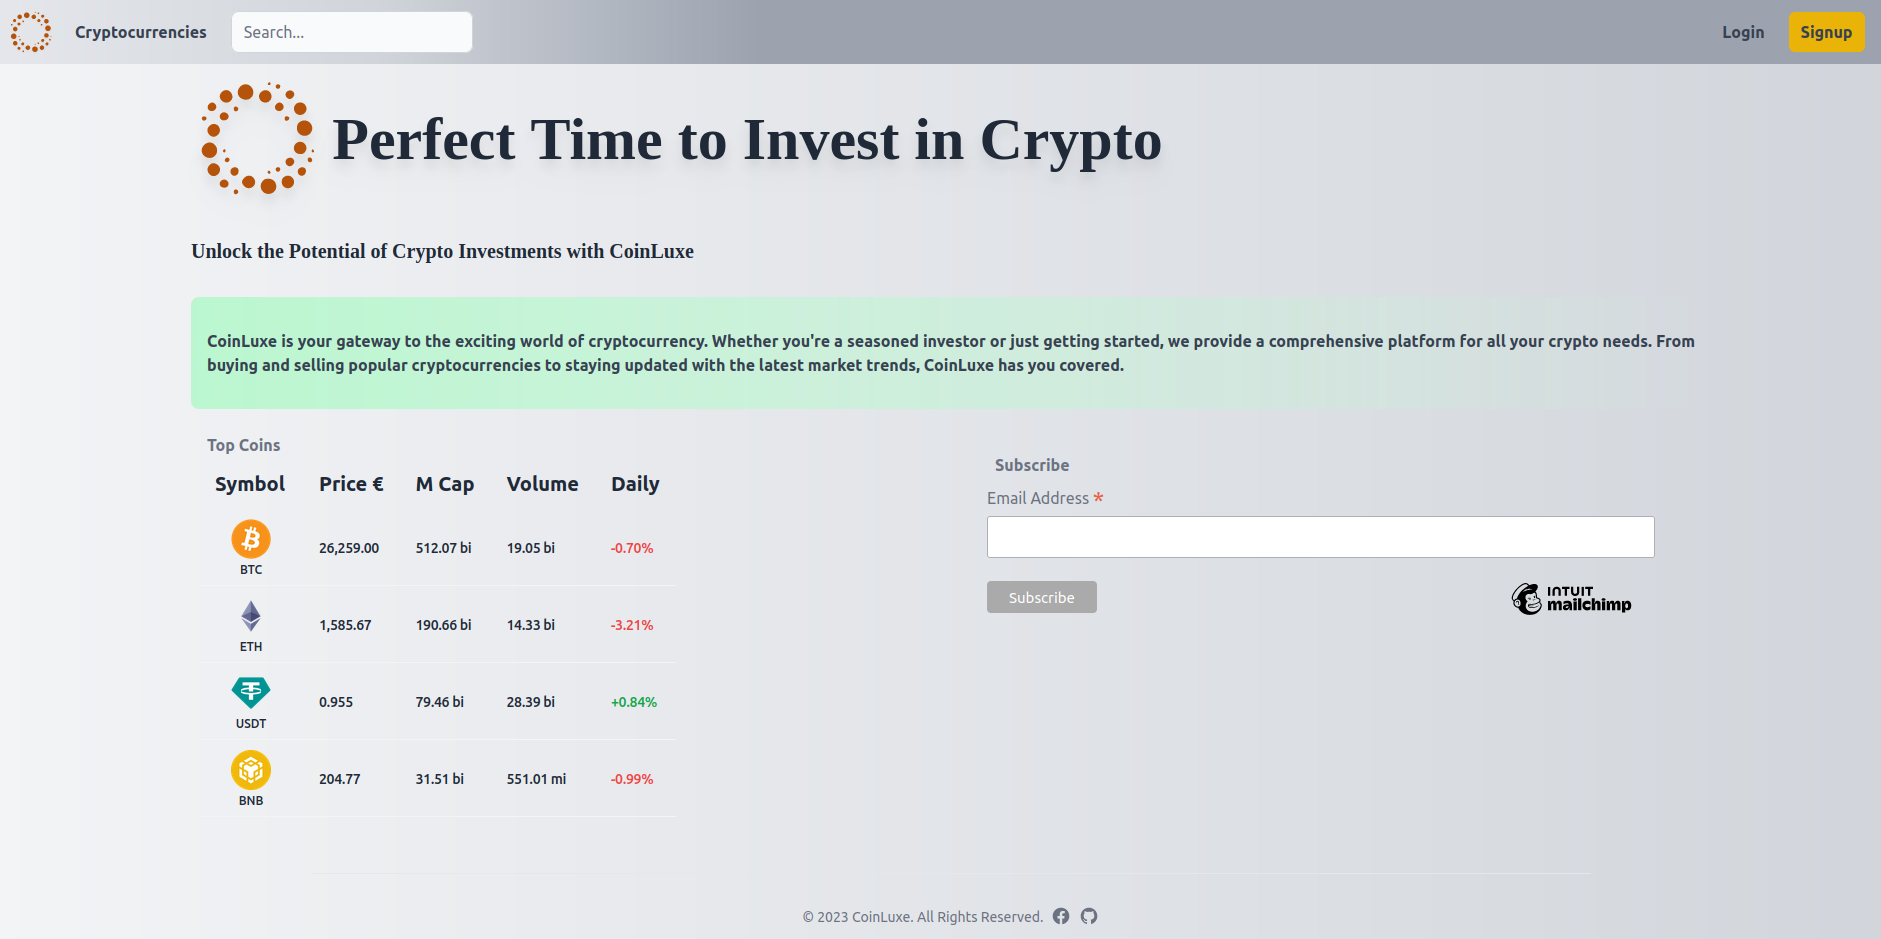 Cryptocurrencies
Search...
Login
Signup
Perfect Time to Invest in Crypto
Unlock the Potential of Crypto Investments with CoinLuxe
CoinLuxe is your gateway to the exciting world of cryptocurrency. Whether you're a seasoned investor or just getting started, we provide a comprehensive platform for all your crypto needs. From
buying and selling popular cryptocurrencies to staying updated with the latest market trends, CoinLuxe has you covered.
Top Coins
Symbol Price € M Cap Volume Daily
BTC 26,259.00 512.07 bi 19.05 bi -0.70%
ETH 1,585.67 190.66 bi 14.33 bi -3.21%
USDT 0.955 79.46 bi 28.39 bi +0.84%
BNB 204.77 31.51 bi 551.01 mi -0.99%
Subscribe
Email Address *
Subscribe
INTUIT
mailchimp
© 2023 CoinLuxe. All Rights Reserved.